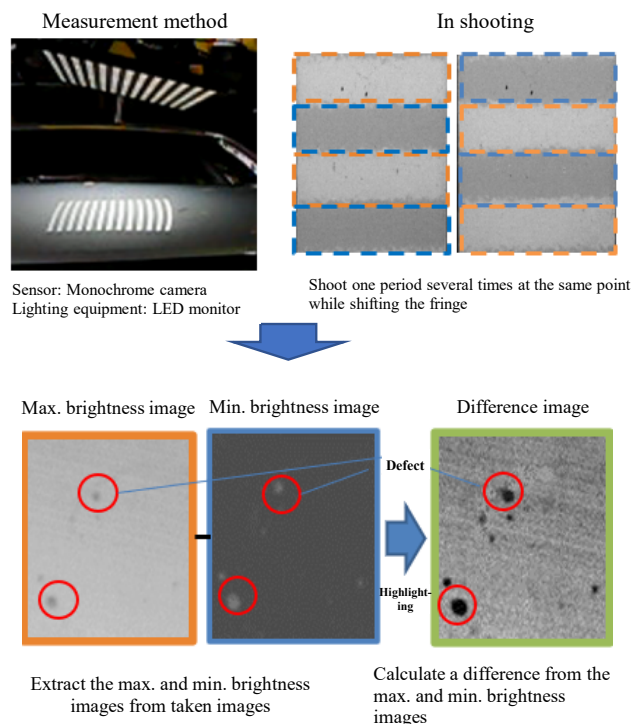 Measurement method
In shooting
Sensor: Monochrome camera
Lighting equipment: LED monitor
Shoot one period several times at the same point
while shifting the fringe
Max. brightness image
Min. brightness image
Difference image
Defect
Highlight-
ing
Extract the max. and min. brightness
images from taken images
Calculate a difference from the
max. and min. brightness
images